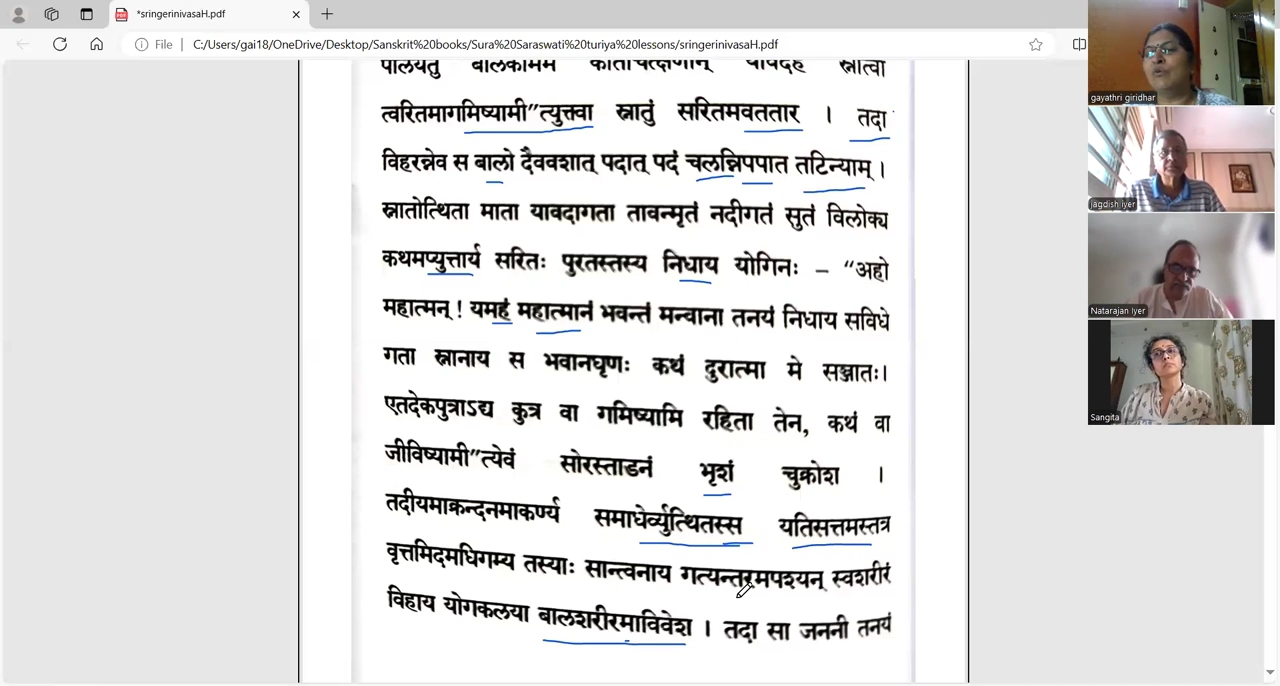 *sringerinivasaH.pdf
File
C:/Users/gai18/OneDrive/Desktop/Sanskrit%20books/Sura%20Saraswati%20turiya%20lessons/sringerinivasaH.pdf
पालयतु बालकमिमं यावदहं स्नात्वा
त्वरितमागमिष्यामी”त्युक्त्वा स्नातुं सरितमवततार । तदा
विहरन्नेव स बालो दैववशात् पदात् पदं चलन्निपपात तटिन्याम् ।
स्नातोत्थिता माता यावदागता तावन्मृतं नदीगतं सुतं विलोक्य
कथमप्युत्तार्य सरितः पुरतस्तस्य निधाय योगिनः – “अहो
महात्मन् ! यमहं महात्मानं भवन्तं मन्वाना तनयं निधाय सविधे
गता स्नानाय स भवानघृणः कथं दुरात्मा मे सञ्जातः।
एतदेकपुत्राऽद्य कुत्र वा गमिष्यामि रहिता तेन, कथं वा
जीविष्यामी”त्येवं सोरस्ताडनं भृशं चुक्रोश ।
तदीयमाक्रन्दनमाकर्ण्य समाधेर्व्युत्थितस्स यतिसत्तमस्तत्र
वृत्तमिदमधिगम्य तस्याः सान्त्वनाय गत्यन्तरमपश्यन् स्वशरीरं
विहाय योगकलया बालशरीरमाविवेश । तदा सा जननी तनयं
gayathri giridhar
jagdish iyer
Natarajan Iyer
Sangita